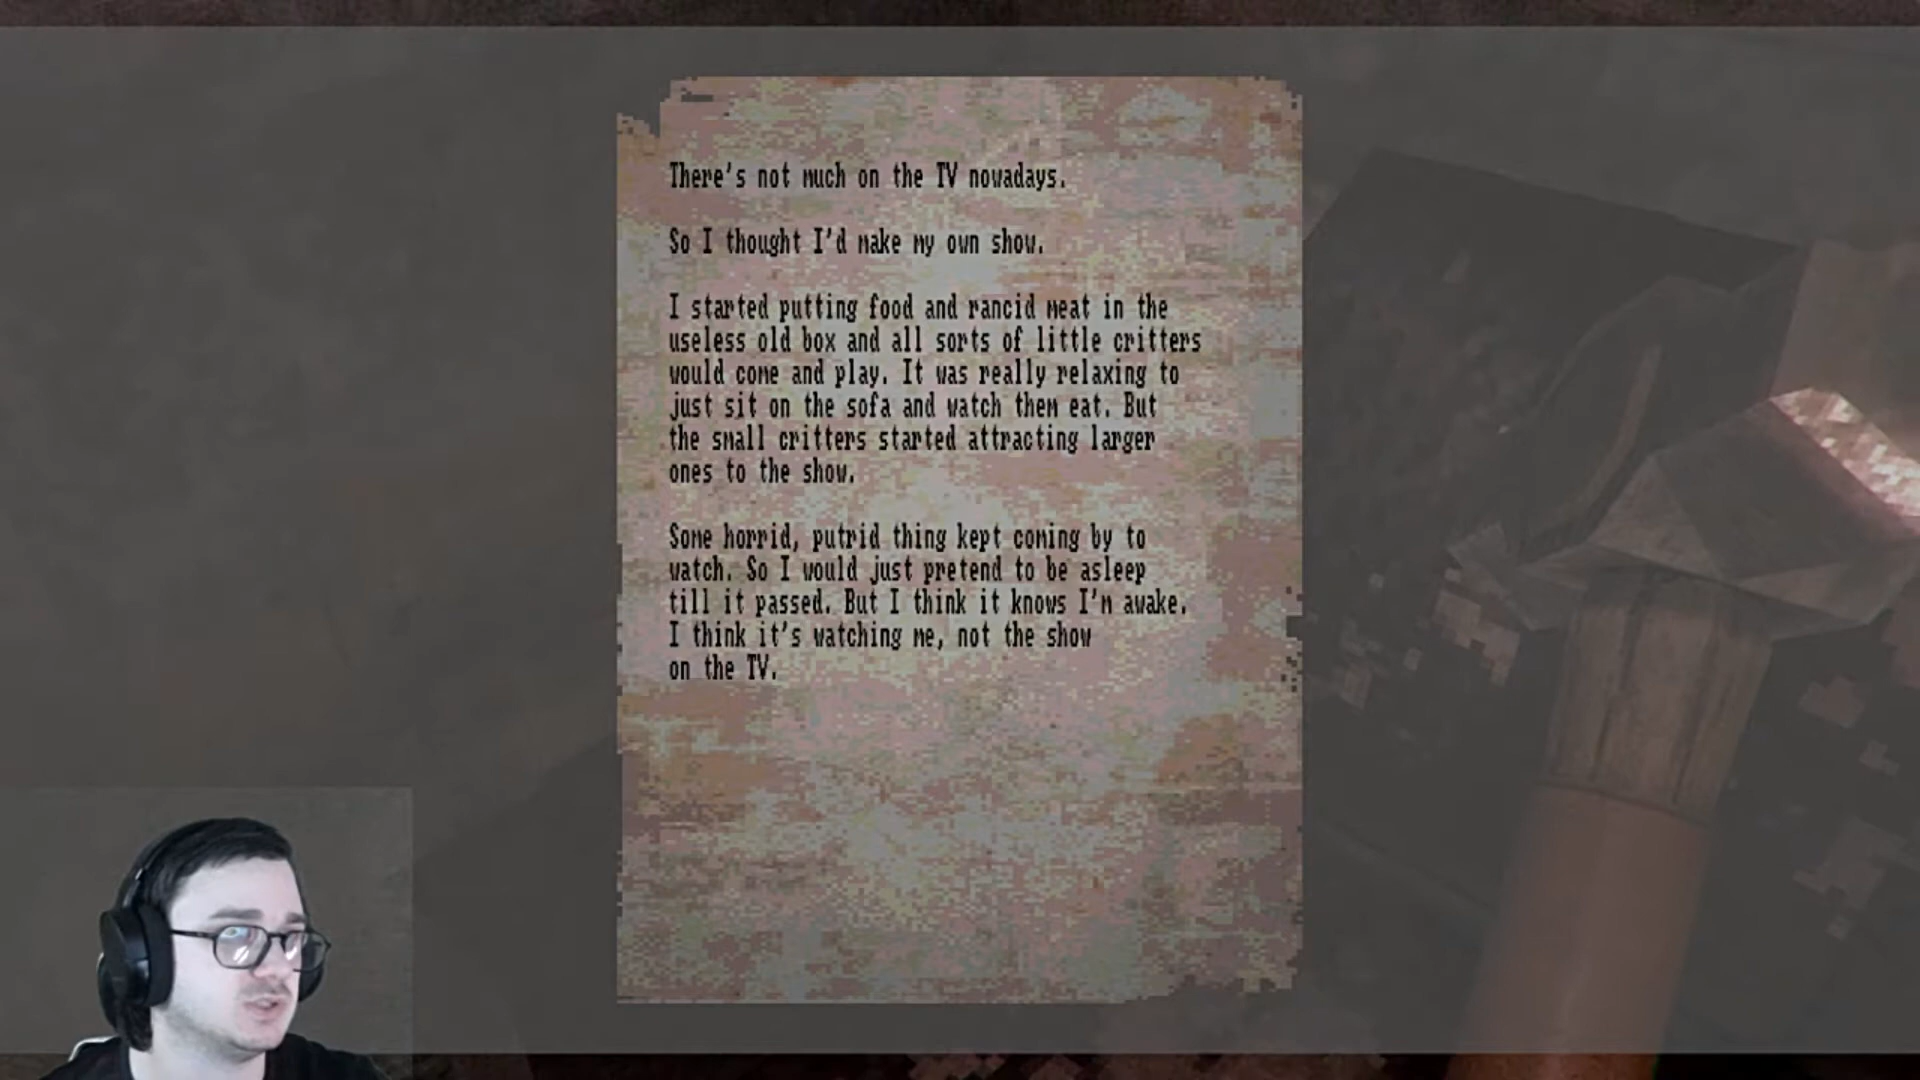 There's not much on the TV nowadays.
So I thought I'd make my own show.
I started putting food and rancid meat in the
useless old box and all sorts of little critters
would come and play. It was really relaxing to
just sit on the sofa and watch them eat. But
the small critters started attracting larger
ones to the show.
Some horrid, putrid thing kept coming by to
watch. So I would just pretend to be asleep
till it passed. But I think it knows I'm awake.
I think it's watching me, not the show
on the TV.